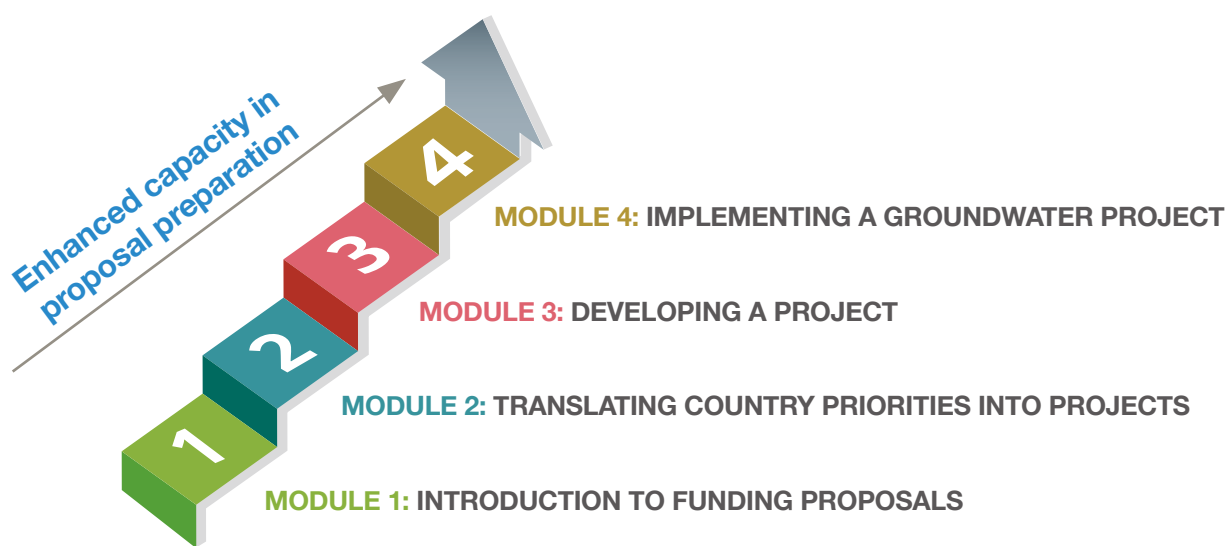 Enhanced capacity in
proposal preparation
4
MODULE 4: IMPLEMENTING A GROUNDWATER PROJECT
3
MODULE 3: DEVELOPING A PROJECT
2
MODULE 2: TRANSLATING COUNTRY PRIORITIES INTO PROJECTS
1
MODULE 1: INTRODUCTION TO FUNDING PROPOSALS